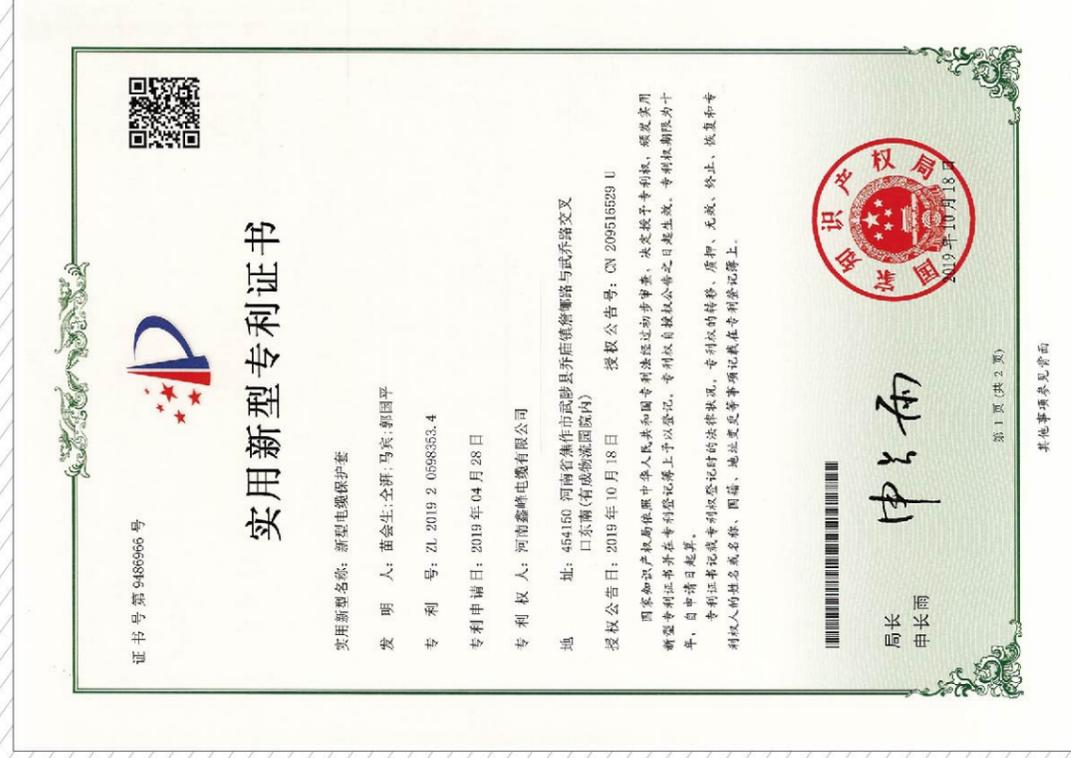 证书号第9486966号
实用新型专利证书
实用新型名称：新型电缆保护套
发 明 人：苗会生;全湃;马宾;郭国平
专 利 号：ZL 2019 2 0598353.4
专利申请日：2019年04月28日
专 利 权 人：河南鑫峰电缆有限公司
地 址：454150 河南省焦作市武陟县乔庙镇詹郇路与武乔路交叉
口东南(有成物流园院内)
授权公告日：2019年10月18日 授权公告号：CN 209516529 U
国家知识产权局依照中华人民共和国专利法经过初步审查，决定授予专利权，颁发实用
新型专利证书并在专利登记簿上予以登记。专利权自授权公告之日起生效。专利权期限为十
年，自申请日起算。
专利证书记载专利权登记时的法律状况。专利权的转移、质押、无效、终止、恢复和专
利权人的姓名或名称、国籍、地址变更等事项记载在专利登记簿上。
局长
申长雨
申长雨
国家知识产权局
2019年10月18日
第 1 页 (共 2 页)
其他事项参见背面